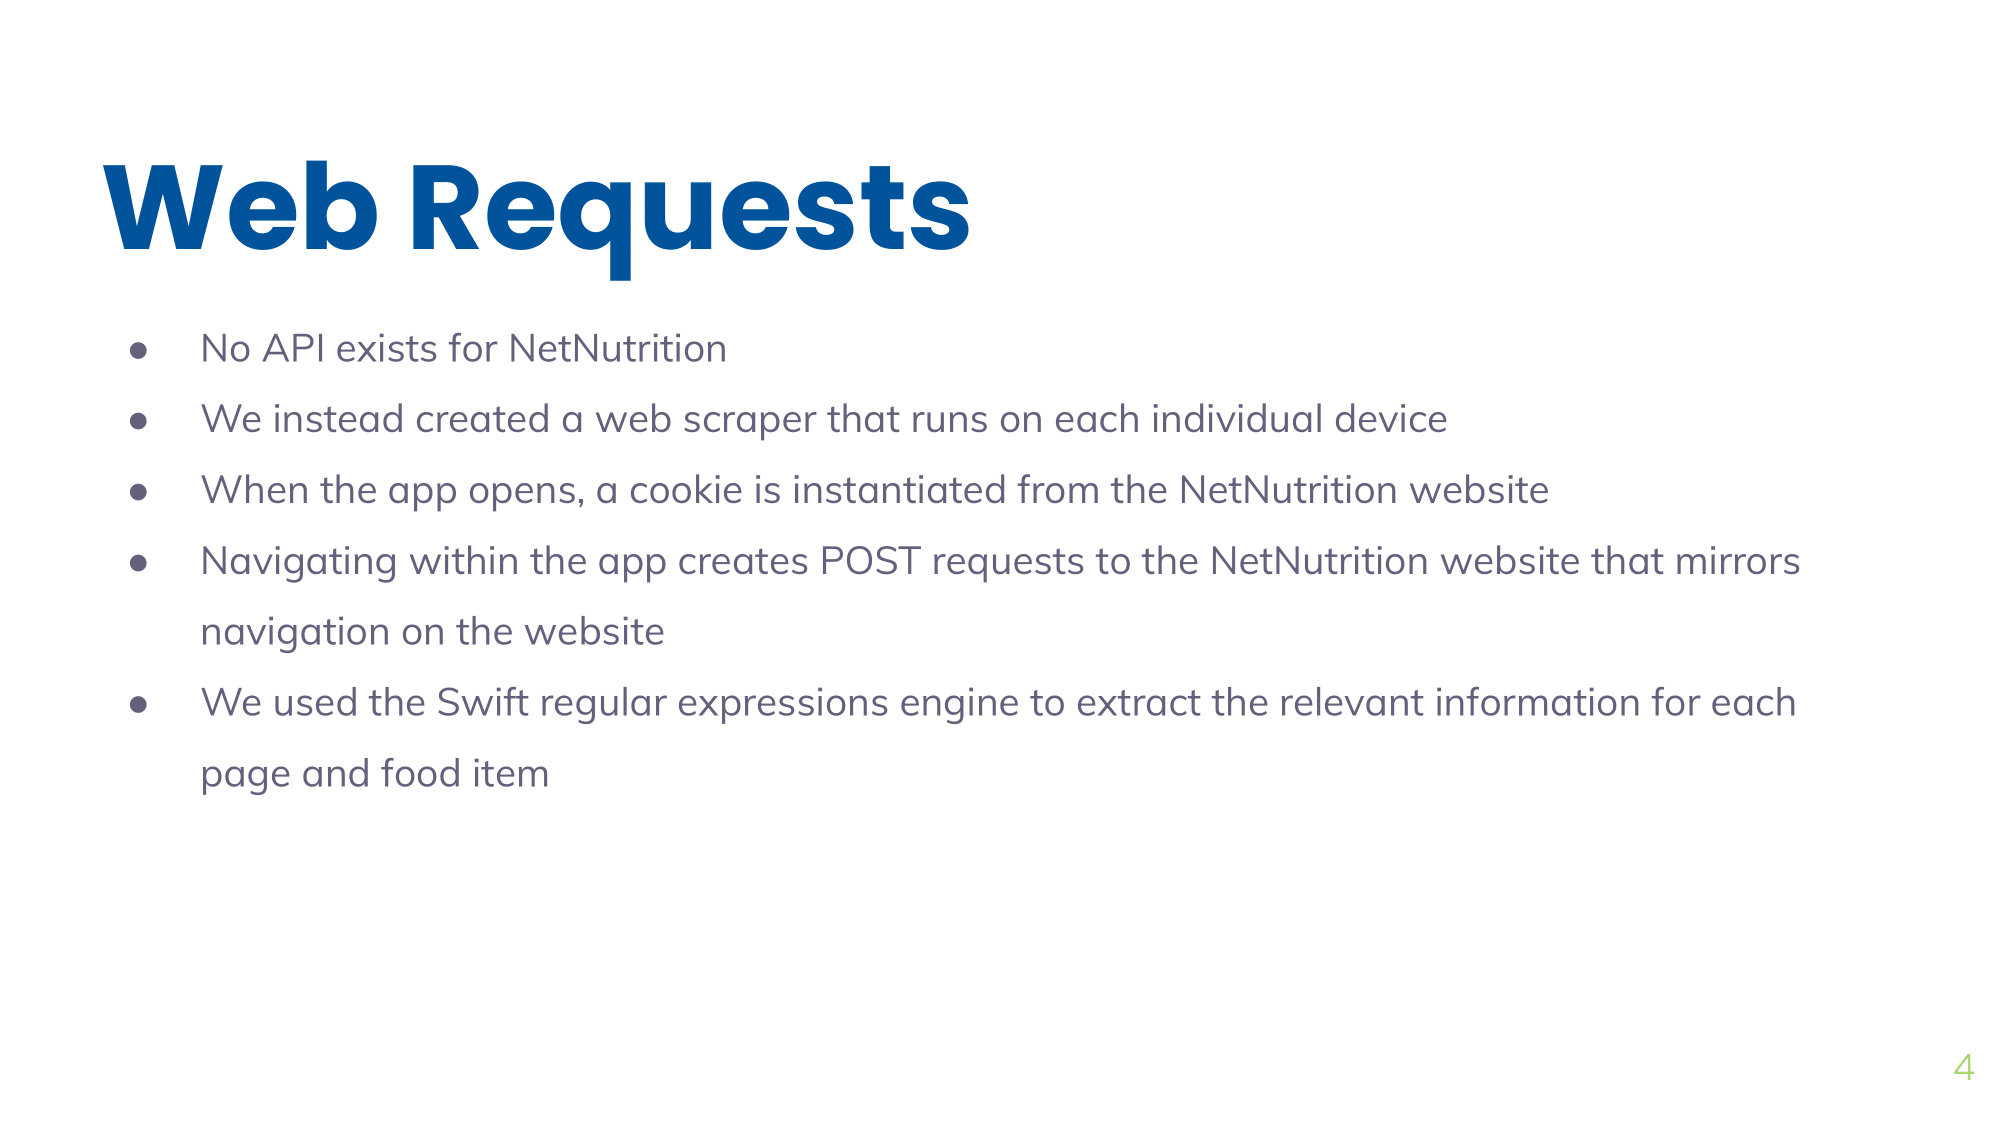 Web Requests
● No API exists for NetNutrition
● We instead created a web scraper that runs on each individual device
● When the app opens, a cookie is instantiated from the NetNutrition website
● Navigating within the app creates POST requests to the NetNutrition website that mirrors
navigation on the website
● We used the Swift regular expressions engine to extract the relevant information for each
page and food item
4